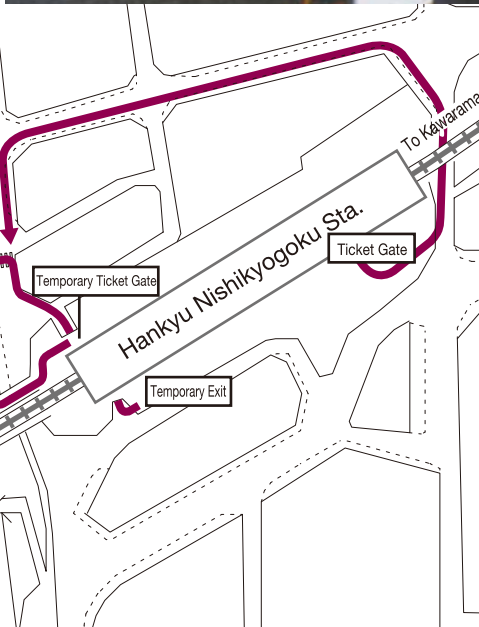 To Kawarama
Hankyu Nishikyogoku Sta.
Ticket Gate
Temporary Ticket Gate
Temporary Exit